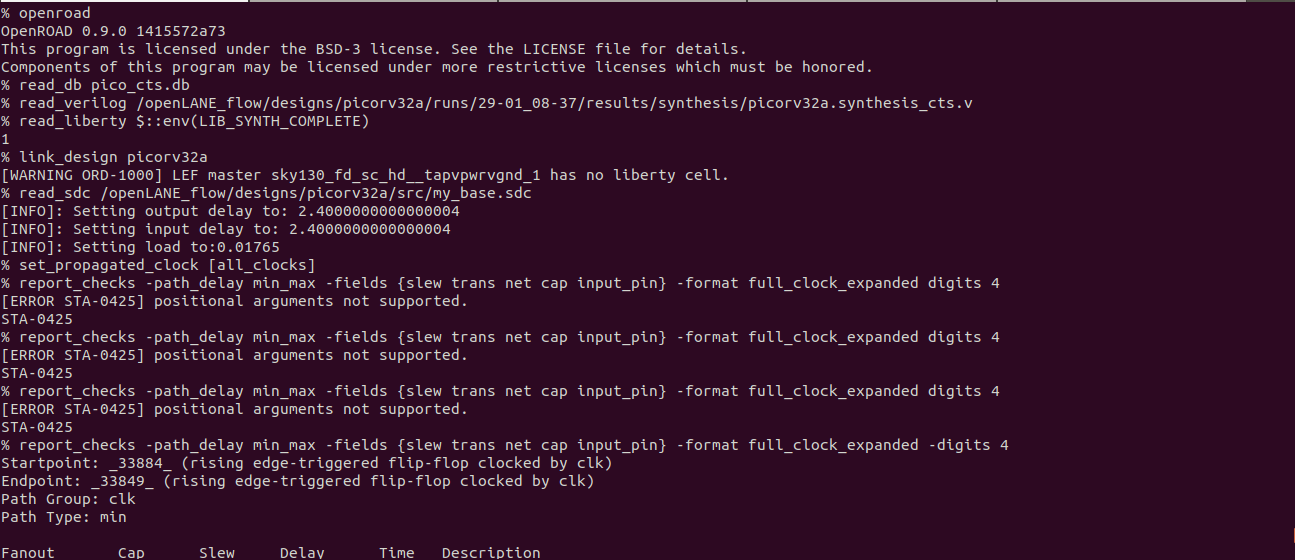 % openroad
OpenROAD 0.9.0 1415572a73
This program is licensed under the BSD-3 license. See the LICENSE file for details.
Components of this program may be licensed under more restrictive licenses which must be honored.
% read_db pico_cts.db
% read_verilog /openLANE_flow/designs/picorv32a/runs/29-01_08-37/results/synthesis/picorv32a.synthesis_cts.v
% read_liberty $::env(LIB_SYNTH_COMPLETE)
1
% link_design picorv32a
[WARNING ORD-1000] LEF master sky130_fd_sc_hd__tapvpwrvgnd_1 has no liberty cell.
% read_sdc /openLANE_flow/designs/picorv32a/src/my_base.sdc
[INFO]: Setting output delay to: 2.4000000000000004
[INFO]: Setting input delay to: 2.4000000000000004
[INFO]: Setting load to:0.01765
% set_propagated_clock [all_clocks]
% report_checks -path_delay min_max -fields {slew trans net cap input_pin} -format full_clock_expanded digits 4
[ERROR STA-0425] positional arguments not supported.
STA-0425
% report_checks -path_delay min_max -fields {slew trans net cap input_pin} -format full_clock_expanded digits 4
[ERROR STA-0425] positional arguments not supported.
STA-0425
% report_checks -path_delay min_max -fields {slew trans net cap input_pin} -format full_clock_expanded digits 4
[ERROR STA-0425] positional arguments not supported.
STA-0425
% report_checks -path_delay min_max -fields {slew trans net cap input_pin} -format full_clock_expanded -digits 4
Startpoint: _33884_ (rising edge-triggered flip-flop clocked by clk)
Endpoint: _33849_ (rising edge-triggered flip-flop clocked by clk)
Path Group: clk
Path Type: min
Fanout Cap Slew Delay Time Description